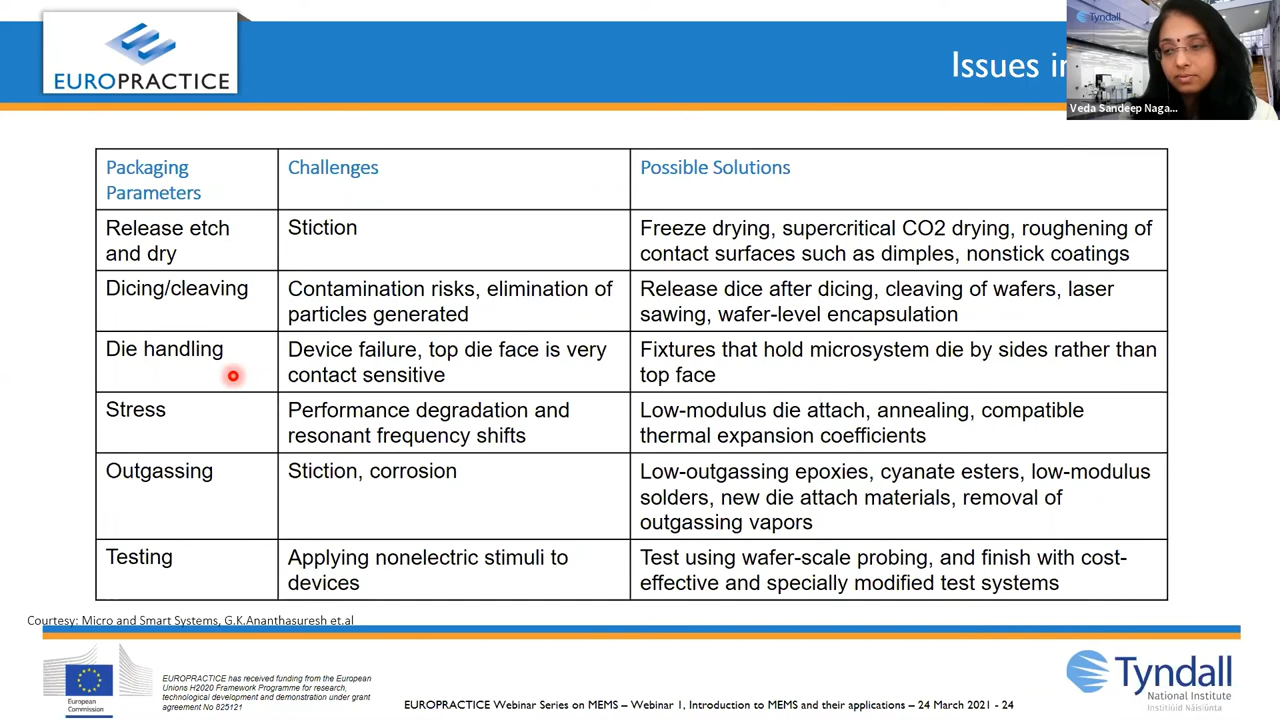 EUROPRACTICE
Issues in
Tyndall
Veda Sandeep Naga...
Packaging
Parameters
Challenges
Possible Solutions
Release etch
and dry
Stiction
Freeze drying, supercritical CO2 drying, roughening of
contact surfaces such as dimples, nonstick coatings
Dicing/cleaving
Contamination risks, elimination of
particles generated
Release dice after dicing, cleaving of wafers, laser
sawing, wafer-level encapsulation
Die handling
Device failure, top die face is very
contact sensitive
Fixtures that hold microsystem die by sides rather than
top face
Stress
Performance degradation and
resonant frequency shifts
Low-modulus die attach, annealing, compatible
thermal expansion coefficients
Outgassing
Stiction, corrosion
Low-outgassing epoxies, cyanate esters, low-modulus
solders, new die attach materials, removal of
outgassing vapors
Testing
Applying nonelectric stimuli to
devices
Test using wafer-scale probing, and finish with cost-
effective and specially modified test systems
Courtesy: Micro and Smart Systems, G.K.Ananthasuresh et.al
European
Commission
EUROPRACTICE has received funding from the European
Unions H2020 Framework Programme for research,
technological development and demonstration under grant
agreement No 825121
EUROPRACTICE Webinar Series on MEMS – Webinar 1, Introduction to MEMS and their applications – 24 March 2021 - 24
Tyndall
National Institute
Institiúid Náisiúnta